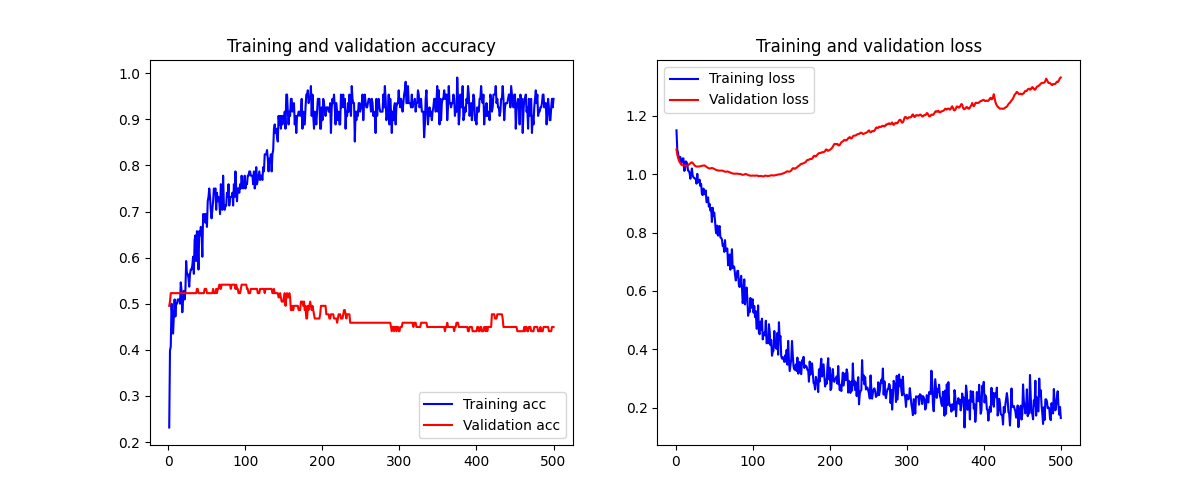 Training and validation accuracy
1.0
0.9
0.8
0.7
0.6
0.5
0.4
0.3
0.2
0 100 200 300 400 500
Training acc
Validation acc
Training and validation loss
1.2
1.0
0.8
0.6
0.4
0.2
0 100 200 300 400 500
Training loss
Validation loss